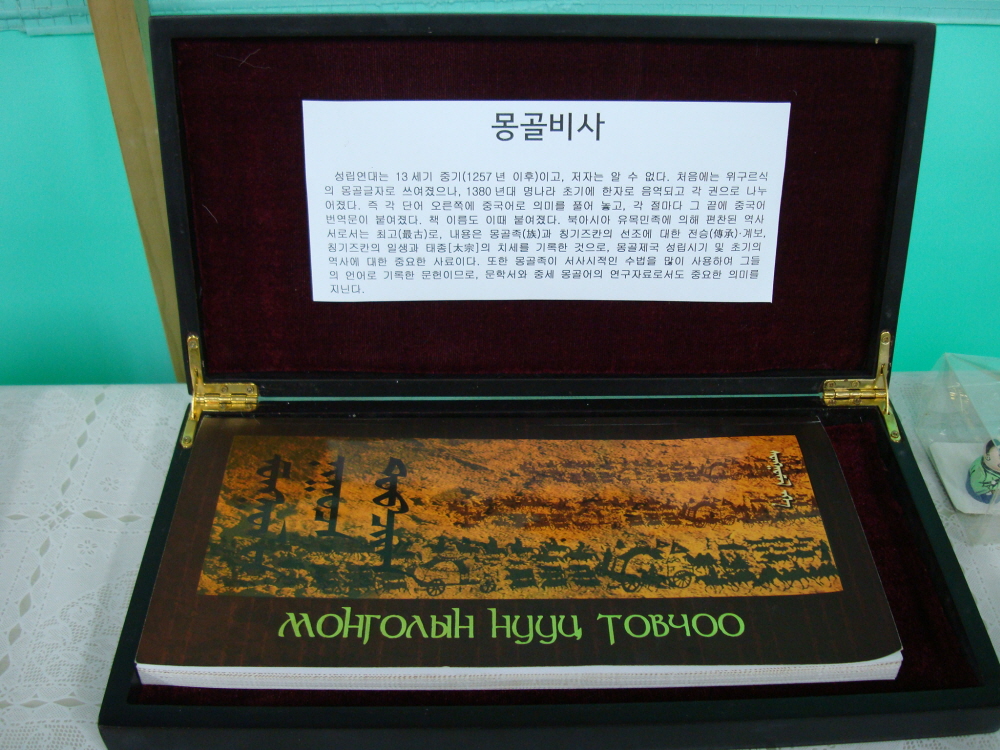 몽골비사
성립연대는 13세기 중기(1257년 이후)이고, 저자는 알 수 없다. 처음에는 위구르식
의 몽골글자로 쓰여졌으나, 1380년대 명나라 초기에 한자로 음역되고 각 권으로 나누
어졌다. 즉 각 단어 오른쪽에 중국어로 의미를 풀어 놓고, 각 절마다 그 끝에 중국어
번역문이 붙여졌다. 책 이름도 이때 붙여졌다. 북아시아 유목민족에 의해 편찬된 역사
서로서는 최고(最古)로, 내용은 몽골족(族)과 칭기즈칸의 선조에 대한 전승(傳承)·계보,
칭기즈칸의 일생과 태종[太宗]의 치세를 기록한 것으로, 몽골제국 성립시기 및 초기의
역사에 대한 중요한 사료이다. 또한 몽골족이 서사시적인 수법을 많이 사용하여 그들
의 언어로 기록한 문헌이므로, 문학서와 중세 몽골어의 연구자료로서도 중요한 의미를
지닌다.
МОНГОЛЫН НУУЦ ТОВЧОО